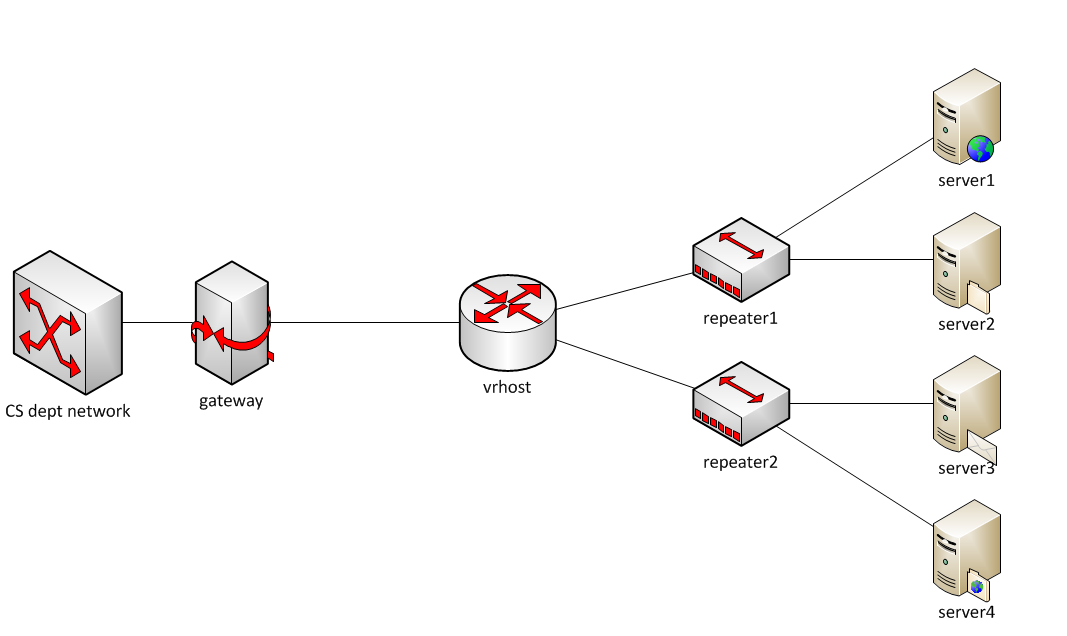 CS dept network
gateway
vrhost
repeater1
repeater2
server1
server2
server3
server4